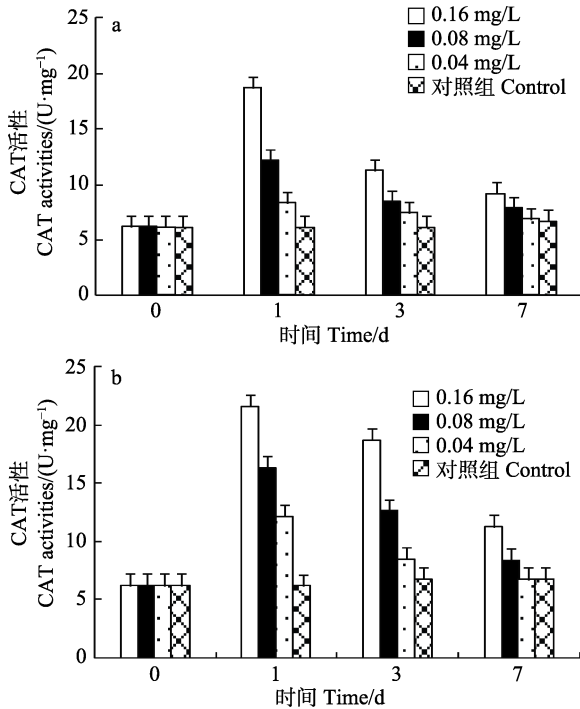 a
0.16 mg/L
0.08 mg/L
0.04 mg/L
对照组 Control
CAT活性
CAT activities/(U·mg⁻¹)
25
20
15
10
5
0
0 1 3 7
时间 Time/d
b
0.16 mg/L
0.08 mg/L
0.04 mg/L
对照组 Control
CAT活性
CAT activities/(U·mg⁻¹)
25
20
15
10
5
0
0 1 3 7
时间 Time/d